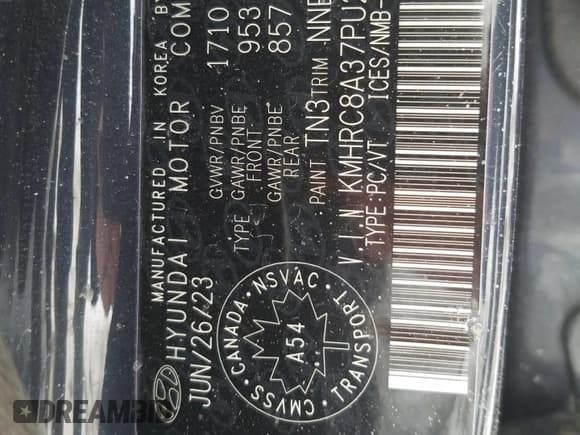 MANUFACTURED IN KOREA BY
HYUNDAI MOTOR COM
JUN/26/23
GVWR/PNBV 1710
TYPE GAWR/PNBE FRONT 953
GAWR/PNBE REAR 857
PAINT TN3 TRIM NNB
VIN KMHRC8A37PU
TYPE:PC/VT ICES/NMB-
CMVSS · CANADA · NSVAC · TRANSPORT
A54
DREAMBID